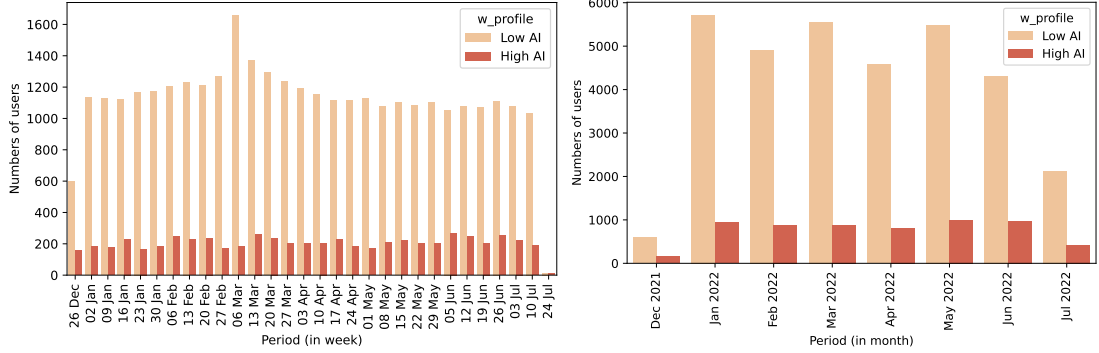 1600
1400
1200
1000
800
600
400
200
0
Numbers of users
w_profile
Low AI
High AI
26 Dec
02 Jan
09 Jan
16 Jan
23 Jan
30 Jan
06 Feb
13 Feb
20 Feb
27 Feb
06 Mar
13 Mar
20 Mar
27 Mar
03 Apr
10 Apr
17 Apr
24 Apr
01 May
08 May
15 May
22 May
29 May
05 Jun
12 Jun
19 Jun
26 Jun
03 Jul
10 Jul
24 Jul
Period (in week)
6000
5000
4000
3000
2000
1000
0
Numbers of users
w_profile
Low AI
High AI
Dec 2021
Jan 2022
Feb 2022
Mar 2022
Apr 2022
May 2022
Jun 2022
Jul 2022
Period (in month)